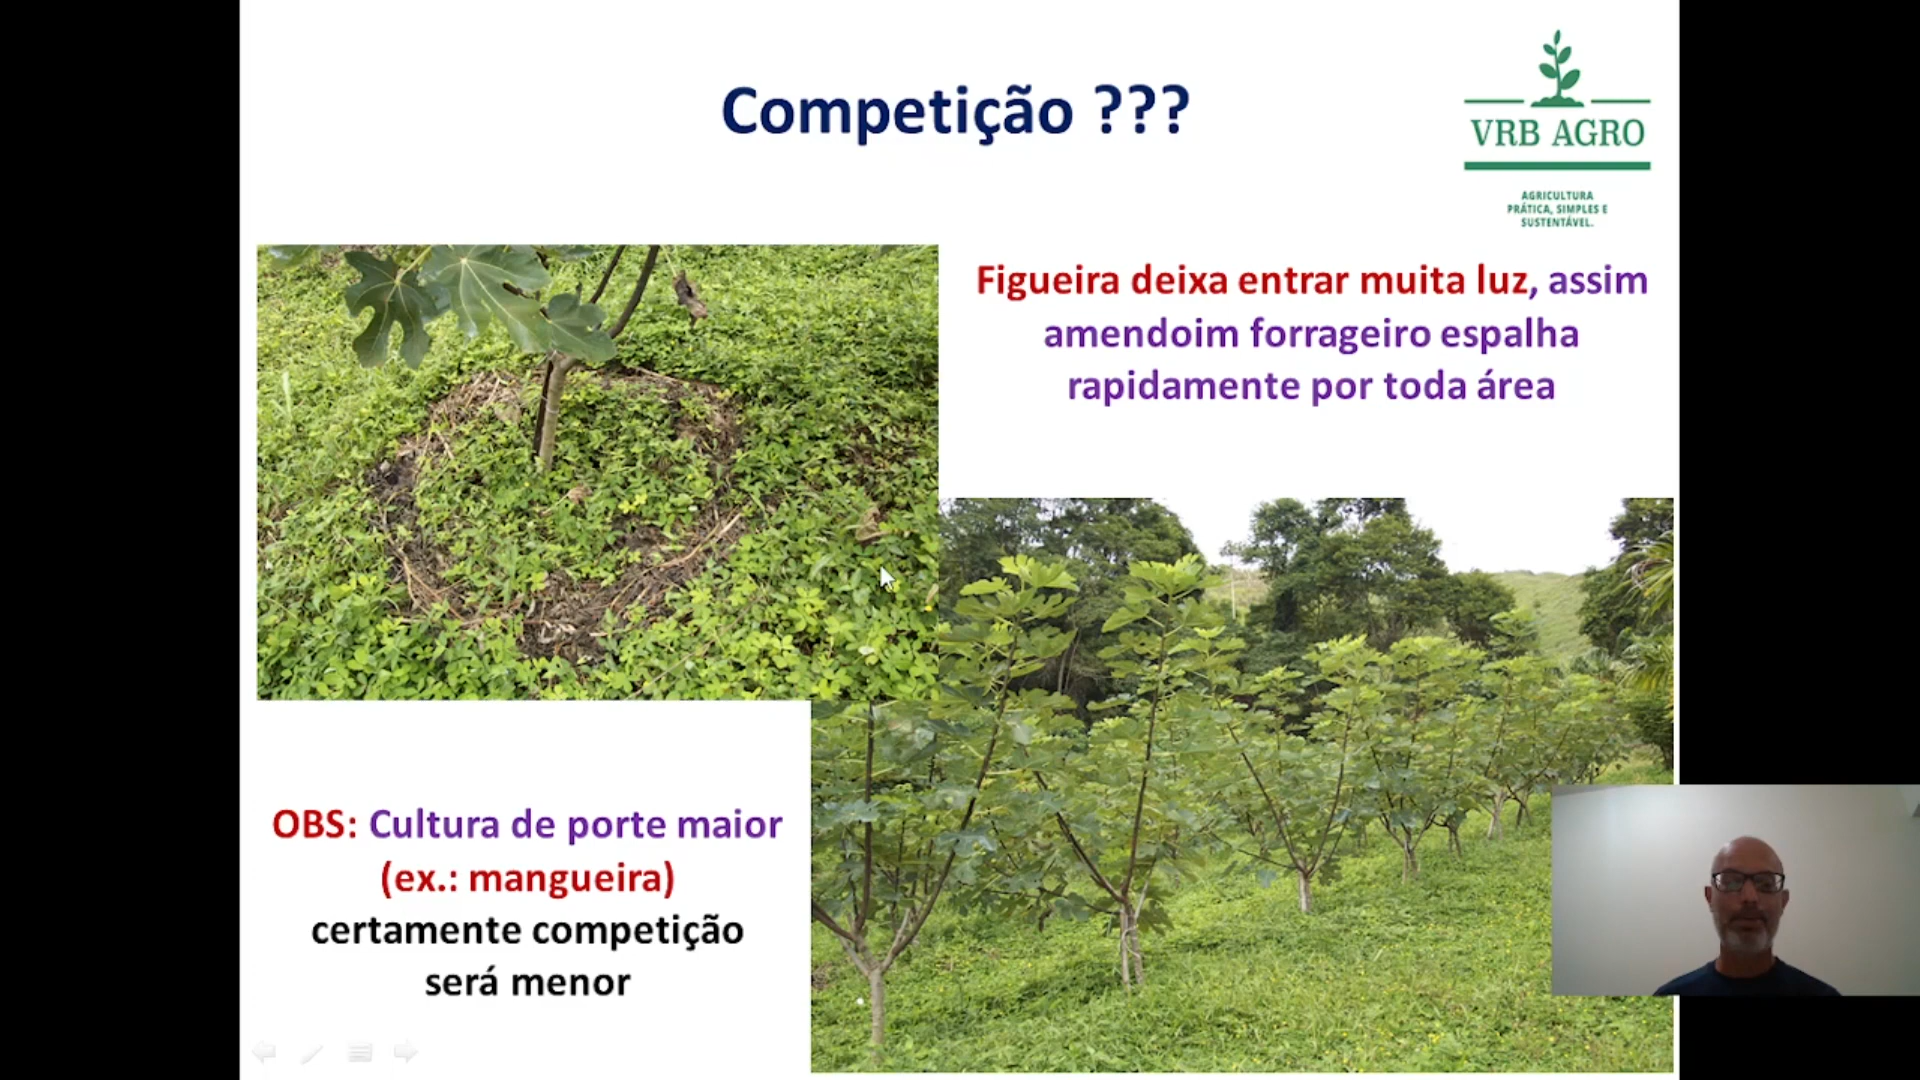 Competição ???
VRB AGRO
AGRICULTURA
PRÁTICA, SIMPLES E
SUSTENTÁVEL.
Figueira deixa entrar muita luz, assim
amendoim forrageiro espalha
rapidamente por toda área
OBS: Cultura de porte maior
(ex.: mangueira)
certamente competição
será menor